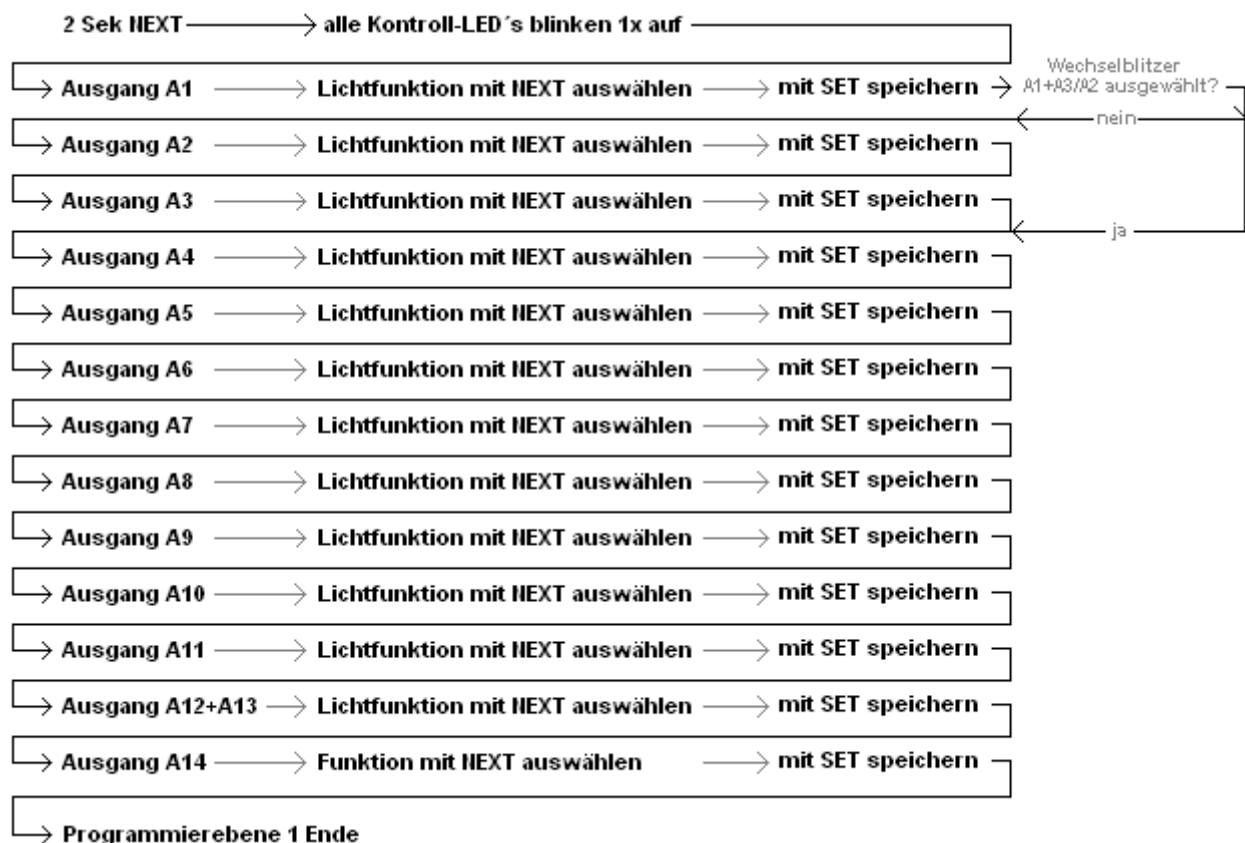 2 Sek NEXT alle Kontroll-LED´s blinken 1x auf
Wechselblitzer
Ausgang A1 Lichtfunktion mit NEXT auswählen mit SET speichern A1+A3/A2 ausgewählt?
nein
Ausgang A2 Lichtfunktion mit NEXT auswählen mit SET speichern
Ausgang A3 Lichtfunktion mit NEXT auswählen mit SET speichern
ja
Ausgang A4 Lichtfunktion mit NEXT auswählen mit SET speichern
Ausgang A5 Lichtfunktion mit NEXT auswählen mit SET speichern
Ausgang A6 Lichtfunktion mit NEXT auswählen mit SET speichern
Ausgang A7 Lichtfunktion mit NEXT auswählen mit SET speichern
Ausgang A8 Lichtfunktion mit NEXT auswählen mit SET speichern
Ausgang A9 Lichtfunktion mit NEXT auswählen mit SET speichern
Ausgang A10 Lichtfunktion mit NEXT auswählen mit SET speichern
Ausgang A11 Lichtfunktion mit NEXT auswählen mit SET speichern
Ausgang A12+A13 Lichtfunktion mit NEXT auswählen mit SET speichern
Ausgang A14 Funktion mit NEXT auswählen mit SET speichern
Programmierebene 1 Ende